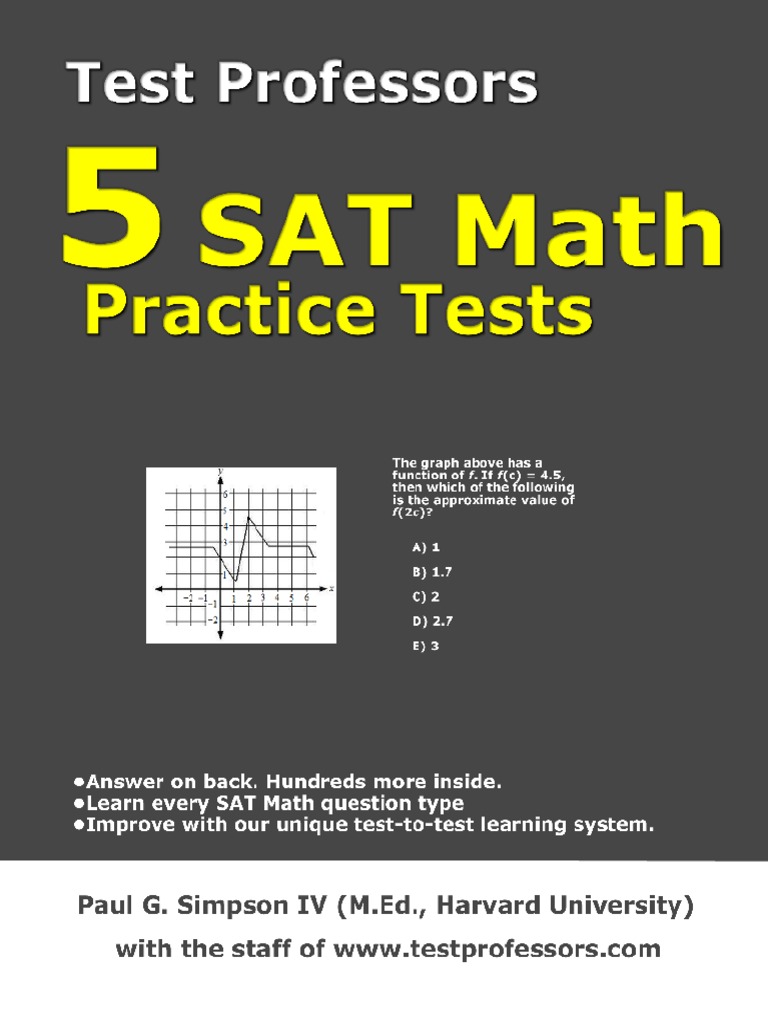 Test Professors
5 SAT Math
Practice Tests
y
6
5
4
3
1
-2 -1 1 2 3 4 5 6 x
-1
-2
The graph above has a
function of f. If f(c) = 4.5,
then which of the following
is the approximate value of
f(2c)?
A) 1
B) 1.7
C) 2
D) 2.7
E) 3
•Answer on back. Hundreds more inside.
•Learn every SAT Math question type
•Improve with our unique test-to-test learning system.
Paul G. Simpson IV (M.Ed., Harvard University)
with the staff of www.testprofessors.com